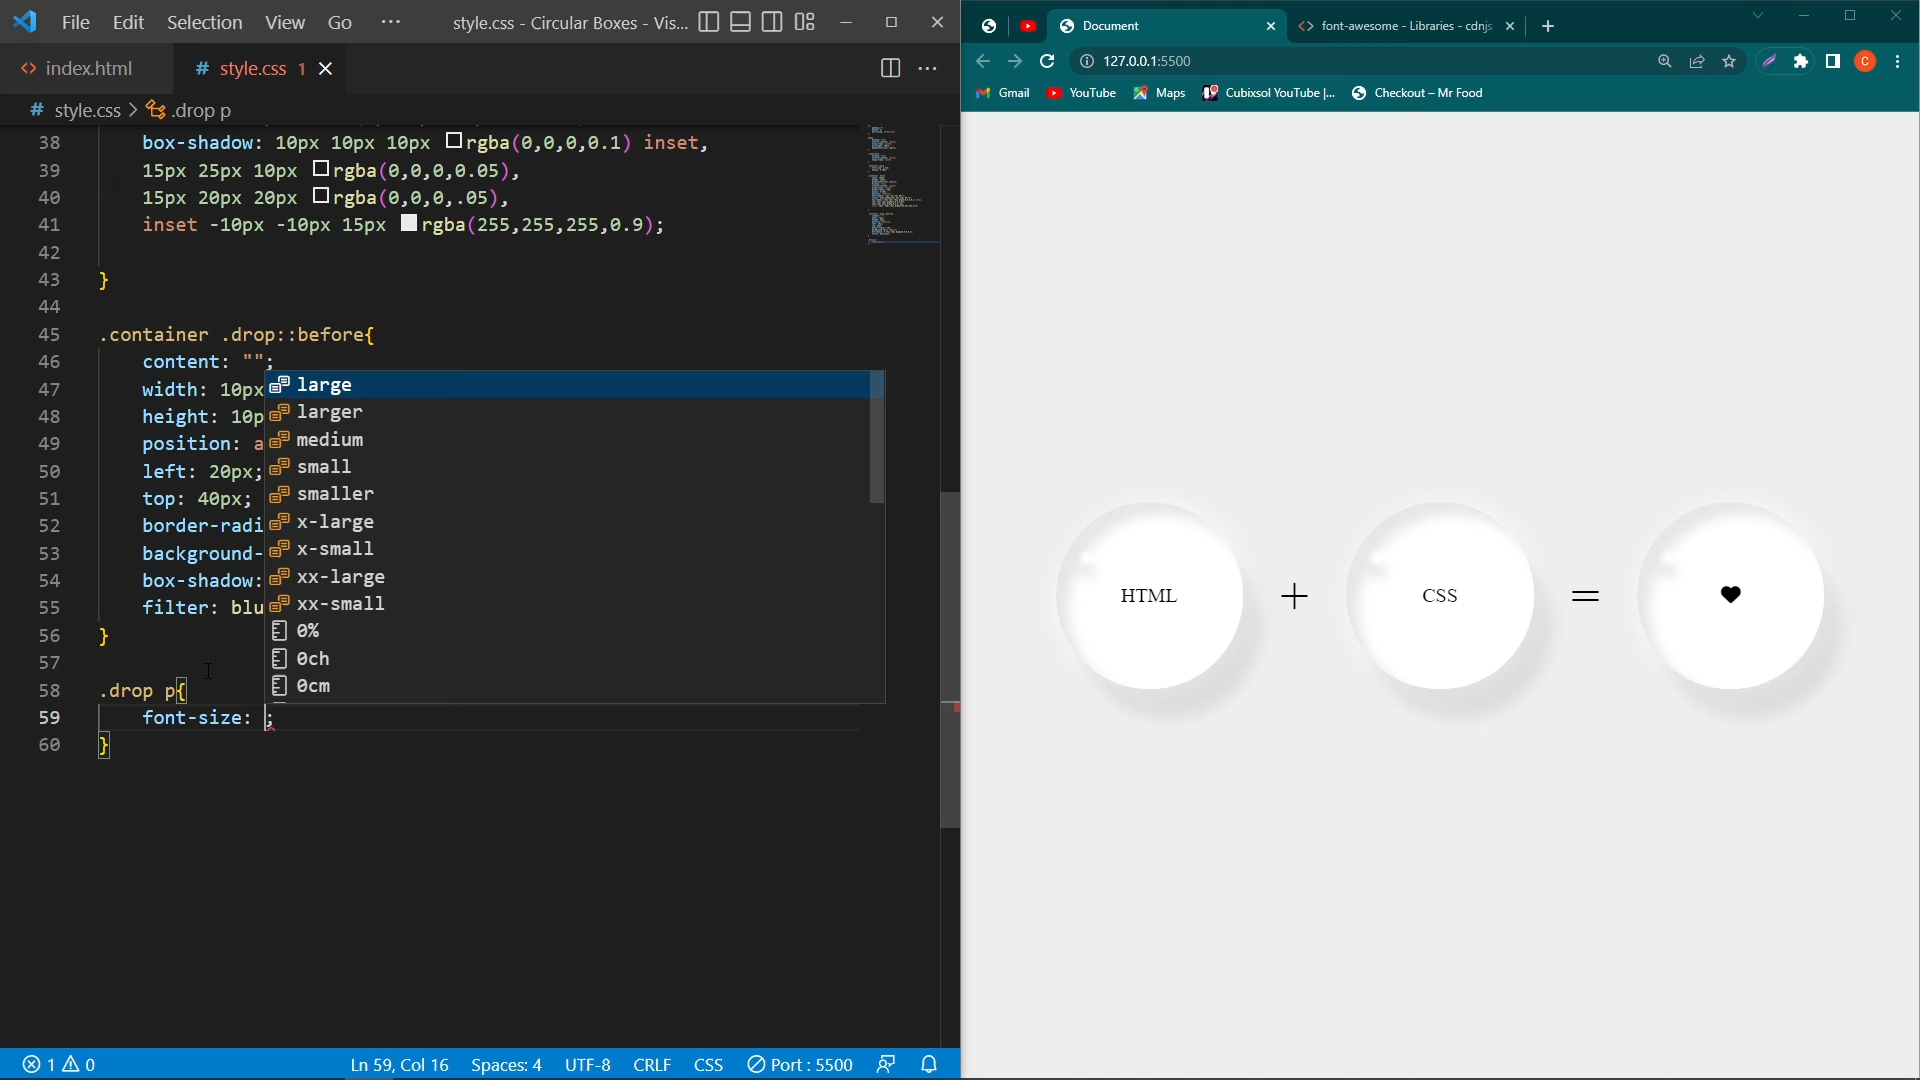 File Edit Selection View Go ··· style.css - Circular Boxes - Vis...
index.html # style.css 1
# style.css > .drop p
38 box-shadow: 10px 10px 10px rgba(0,0,0,0.1) inset,
39 15px 25px 10px rgba(0,0,0,0.05),
40 15px 20px 20px rgba(0,0,0,.05),
41 inset -10px -10px 15px rgba(255,255,255,0.9);
42
43 }
44
45 .container .drop::before{
46 content: "";
47 width: 10px
48 height: 10p
49 position: a
50 left: 20px;
51 top: 40px;
52 border-radi
53 background-
54 box-shadow:
55 filter: blu
56 }
57
58 .drop p{
59 font-size: ;
60 }
large
larger
medium
small
smaller
x-large
x-small
xx-large
xx-small
0%
0ch
0cm
1 0 Ln 59, Col 16 Spaces: 4 UTF-8 CRLF CSS Port : 5500
Document font-awesome - Libraries - cdnjs
127.0.0.1:5500 C
Gmail YouTube Maps Cubixsol YouTube |... Checkout – Mr Food
HTML + CSS =